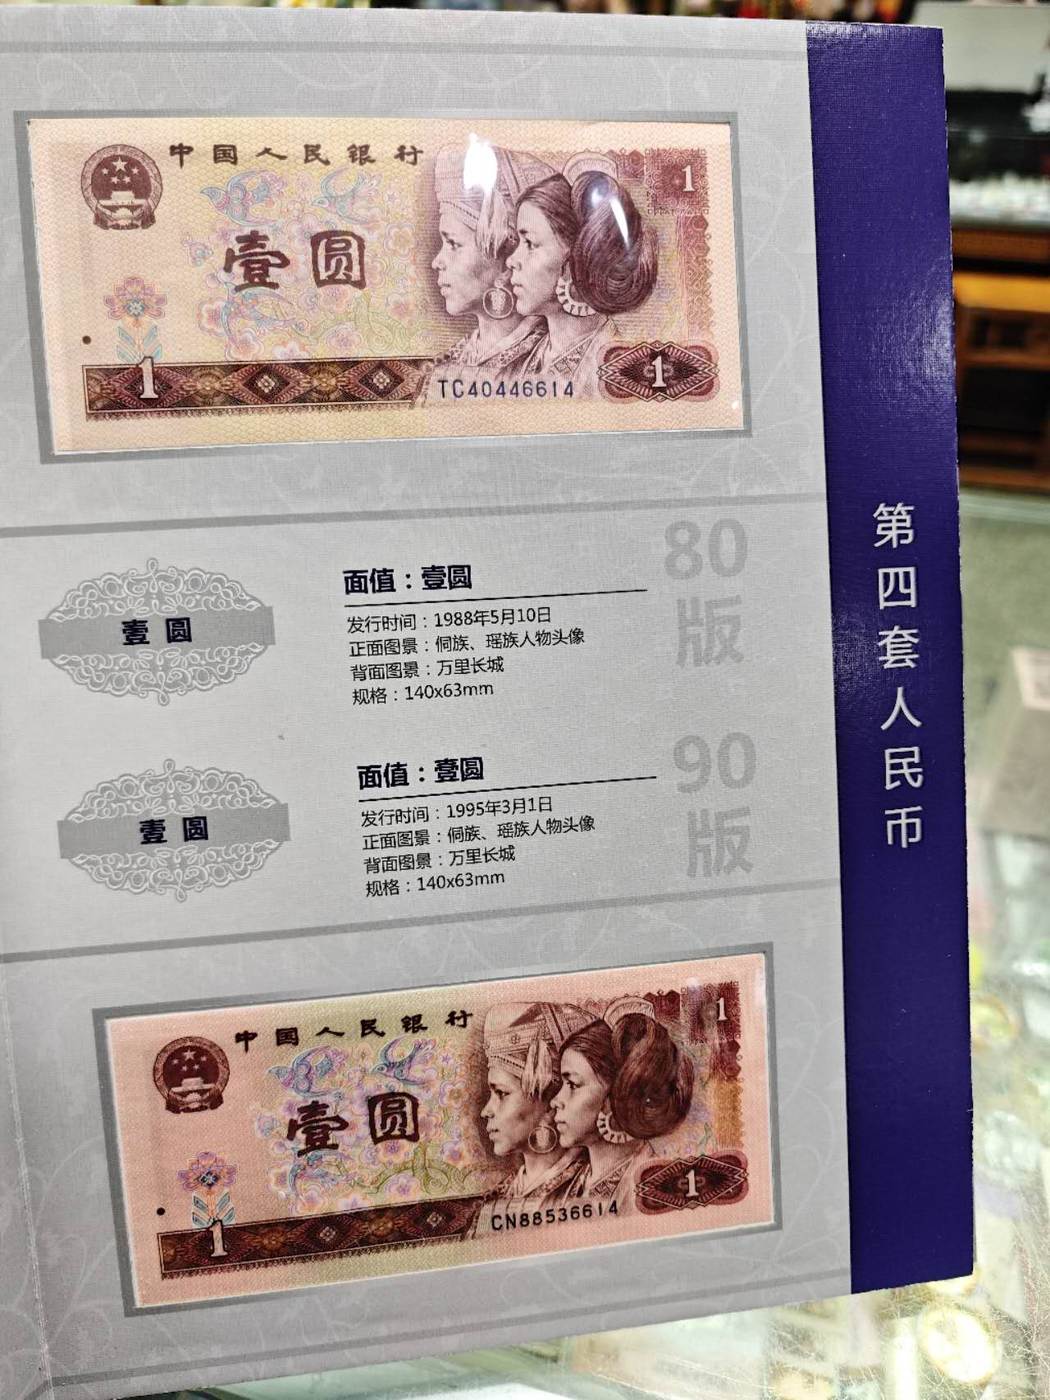 中国人民银行
1
壹圆
1
TC40446614
1
面值：壹圆
80版
壹圆
发行时间：1988年5月10日
正面图景：侗族、瑶族人物头像
背面图景：万里长城
规格：140x63mm
面值：壹圆
90版
壹圆
发行时间：1995年3月1日
正面图景：侗族、瑶族人物头像
背面图景：万里长城
规格：140x63mm
中国人民银行
1
壹圆
1
CN88536614
1
第四套人民币